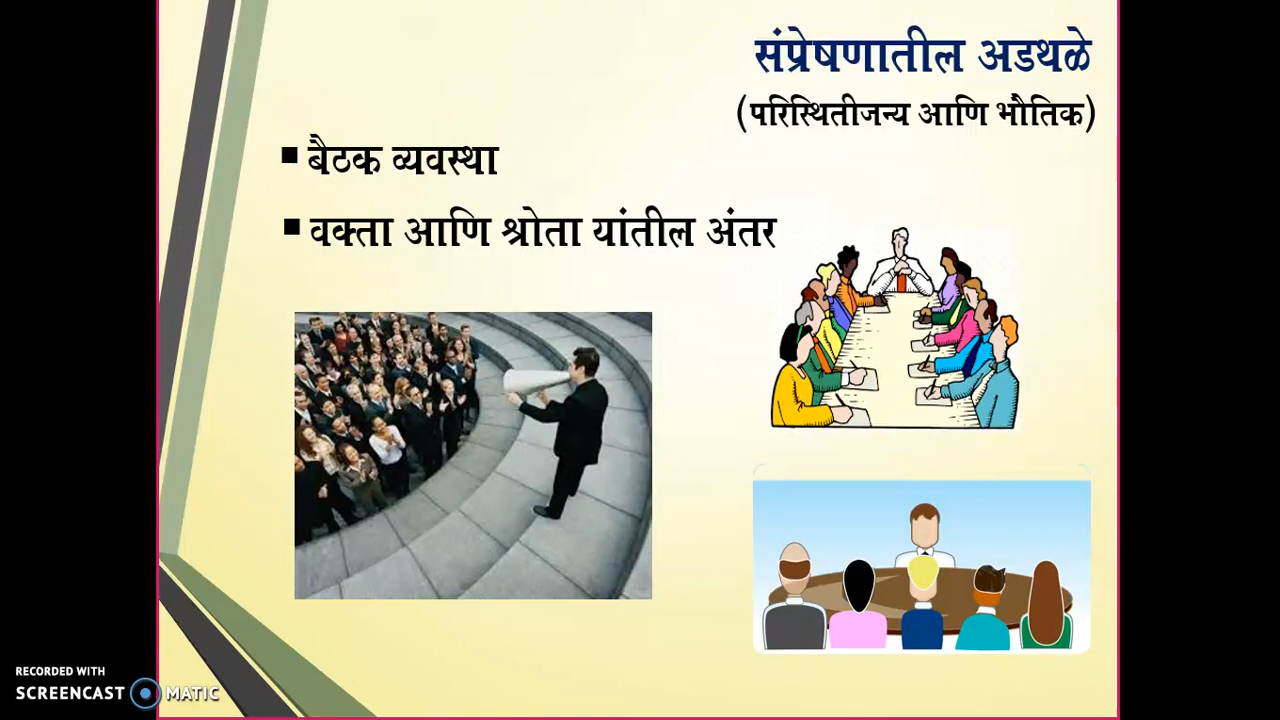 संप्रेषणातील अडथळे
(परिस्थितीजन्य आणि भौतिक)
▪ बैठक व्यवस्था
▪ वक्ता आणि श्रोता यांतील अंतर
RECORDED WITH
SCREENCAST MATIC